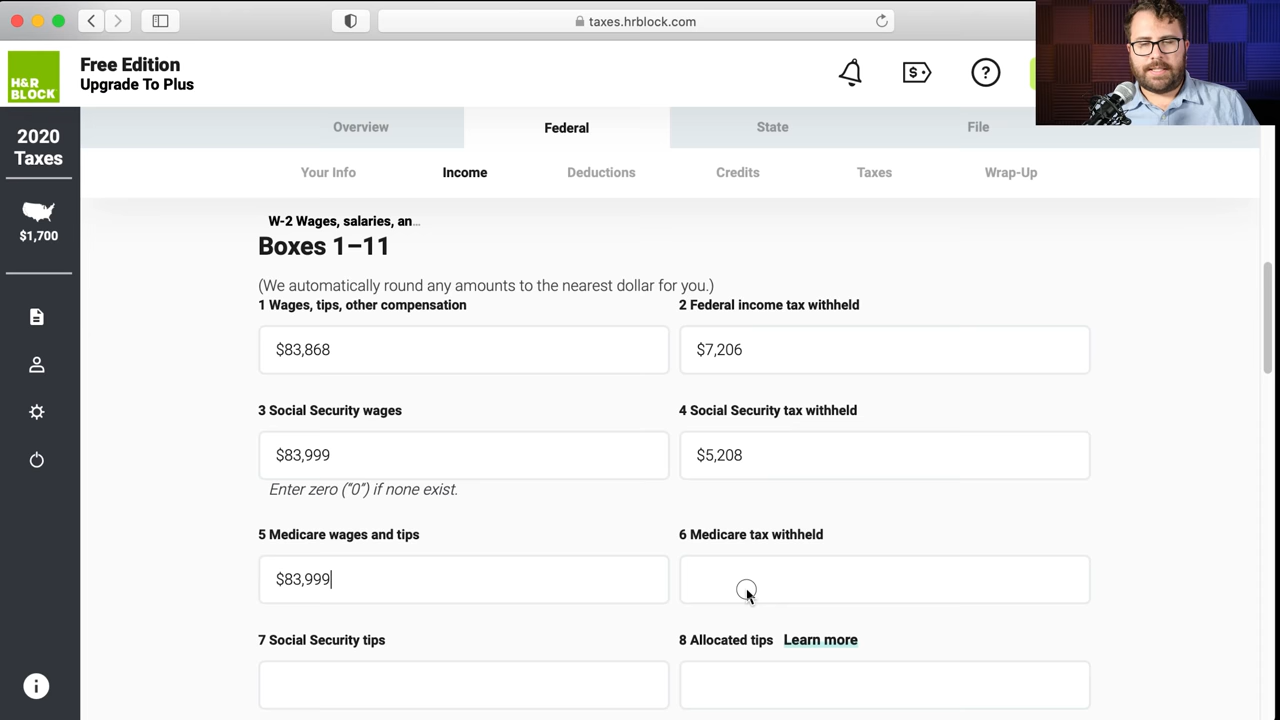 taxes.hrblock.com
H&R
BLOCK
Free Edition
Upgrade To Plus
$
?
2020
Taxes
$1,700
Overview
Federal
State
File
Your Info
Income
Deductions
Credits
Taxes
Wrap-Up
W-2 Wages, salaries, an...
Boxes 1–11
(We automatically round any amounts to the nearest dollar for you.)
1 Wages, tips, other compensation
2 Federal income tax withheld
$83,868
$7,206
3 Social Security wages
4 Social Security tax withheld
$83,999
$5,208
Enter zero (“0”) if none exist.
5 Medicare wages and tips
6 Medicare tax withheld
$83,999
7 Social Security tips
8 Allocated tips Learn more